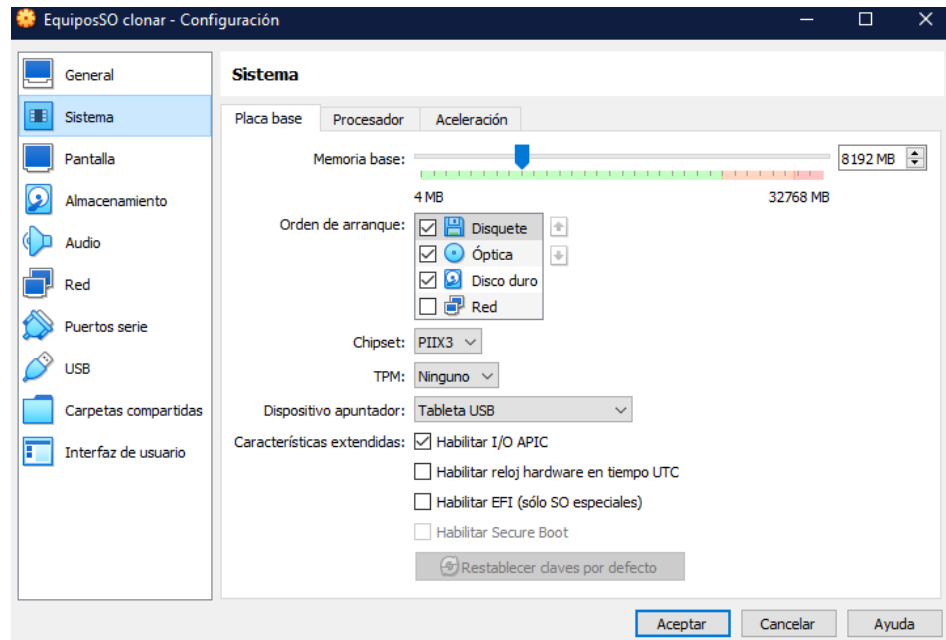 EquiposSO clonar - Configuración
General
Sistema
Pantalla
Almacenamiento
Audio
Red
Puertos serie
USB
Carpetas compartidas
Interfaz de usuario
Sistema
Placa base Procesador Aceleración
Memoria base: 8192 MB
4 MB 32768 MB
Orden de arranque: Disquete
Óptica
Disco duro
Red
Chipset: PIIX3
TPM: Ninguno
Dispositivo apuntador: Tableta USB
Características extendidas: Habilitar I/O APIC
Habilitar reloj hardware en tiempo UTC
Habilitar EFI (sólo SO especiales)
Habilitar Secure Boot
Restablecer claves por defecto
Aceptar Cancelar Ayuda